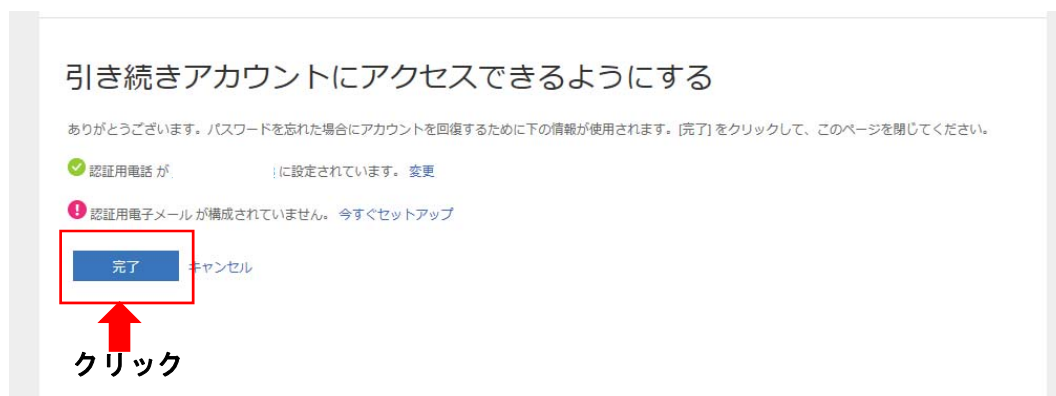 引き続きアカウントにアクセスできるようにする
ありがとうございます。パスワードを忘れた場合にアカウントを回復するために下の情報が使用されます。[完了] をクリックして、このページを閉じてください。
認証用電話 が に設定されています。 変更
認証用電子メール が構成されていません。 今すぐセットアップ
完了 キャンセル
クリック